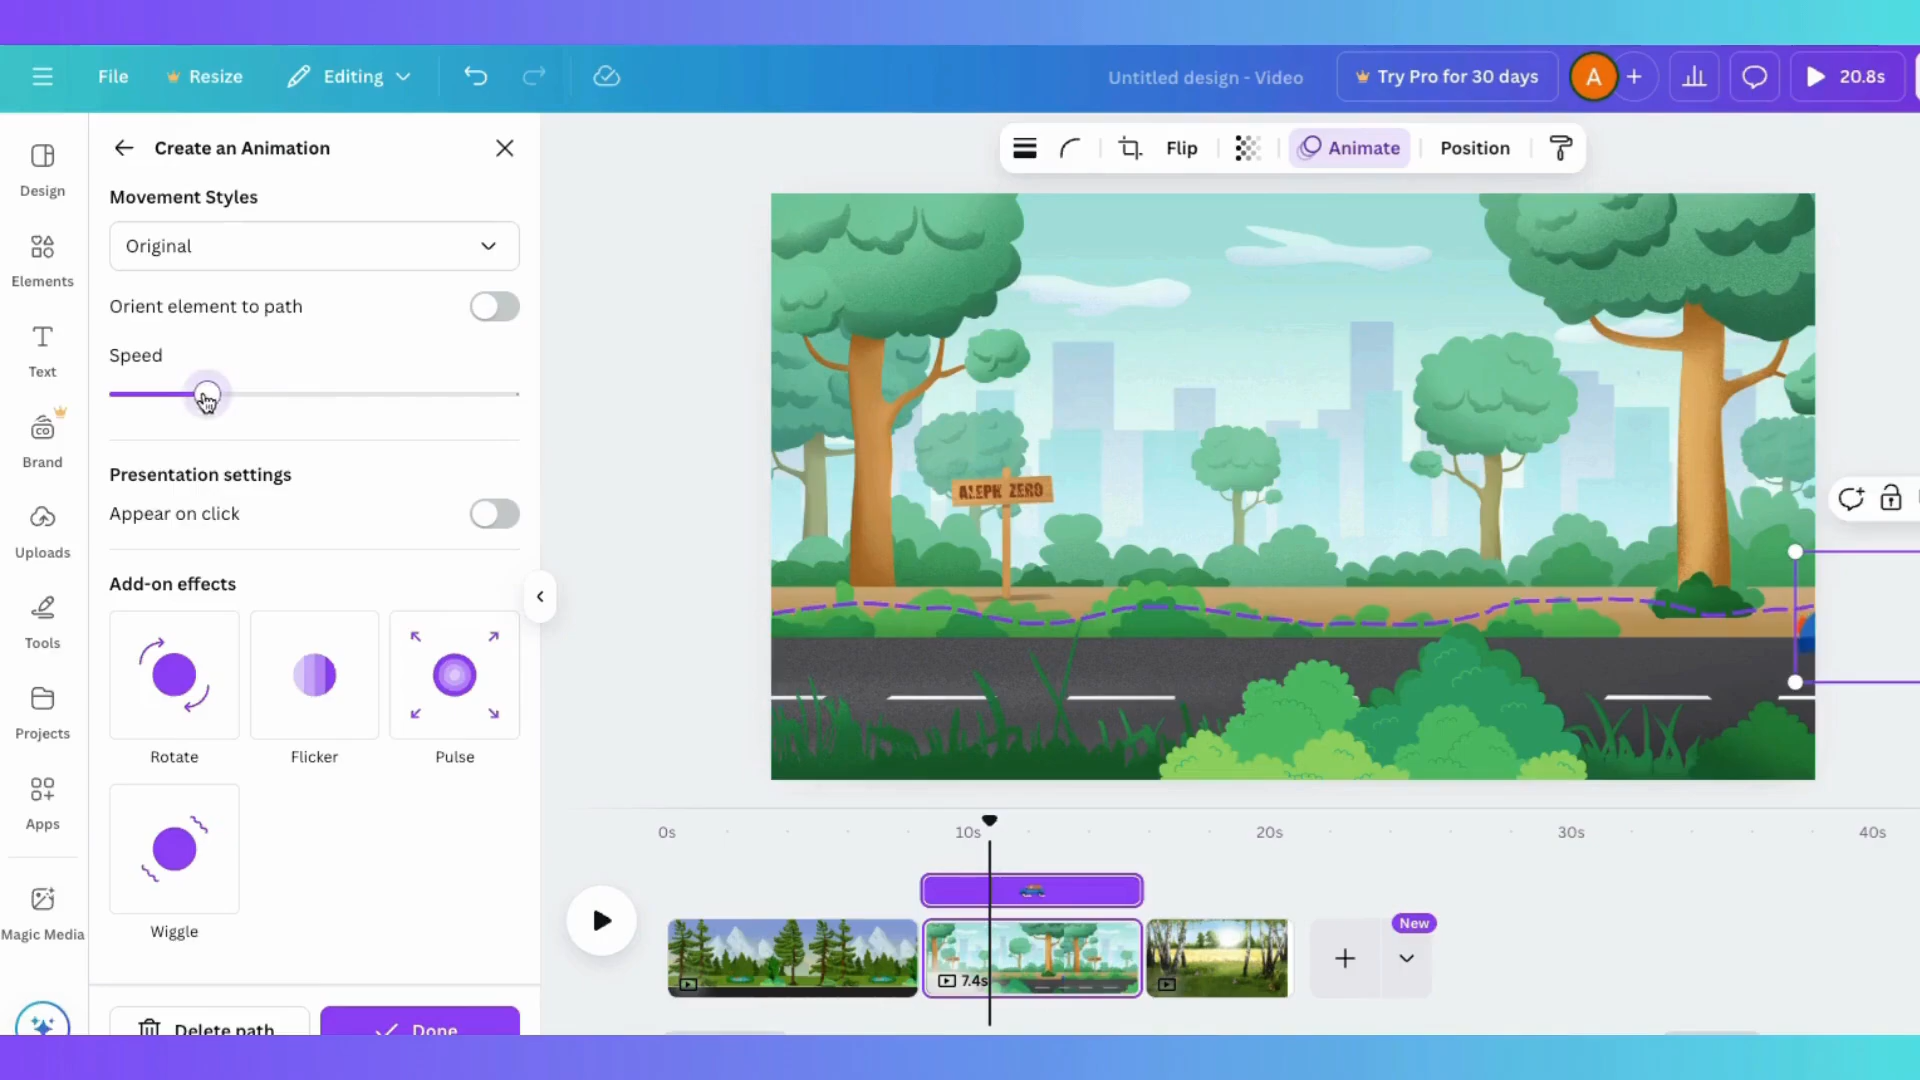 File
Resize
Editing
Untitled design - Video
Try Pro for 30 days
A
20.8s
Design
Elements
Text
CO
Brand
Uploads
Tools
Projects
Apps
Magic Media
Create an Animation
Movement Styles
Original
Orient element to path
Speed
Presentation settings
Appear on click
Add-on effects
Rotate
Flicker
Pulse
Wiggle
Delete path
Done
Flip
Animate
Position
ALEPH ZERO
0s
10s
20s
30s
40s
7.4s
New